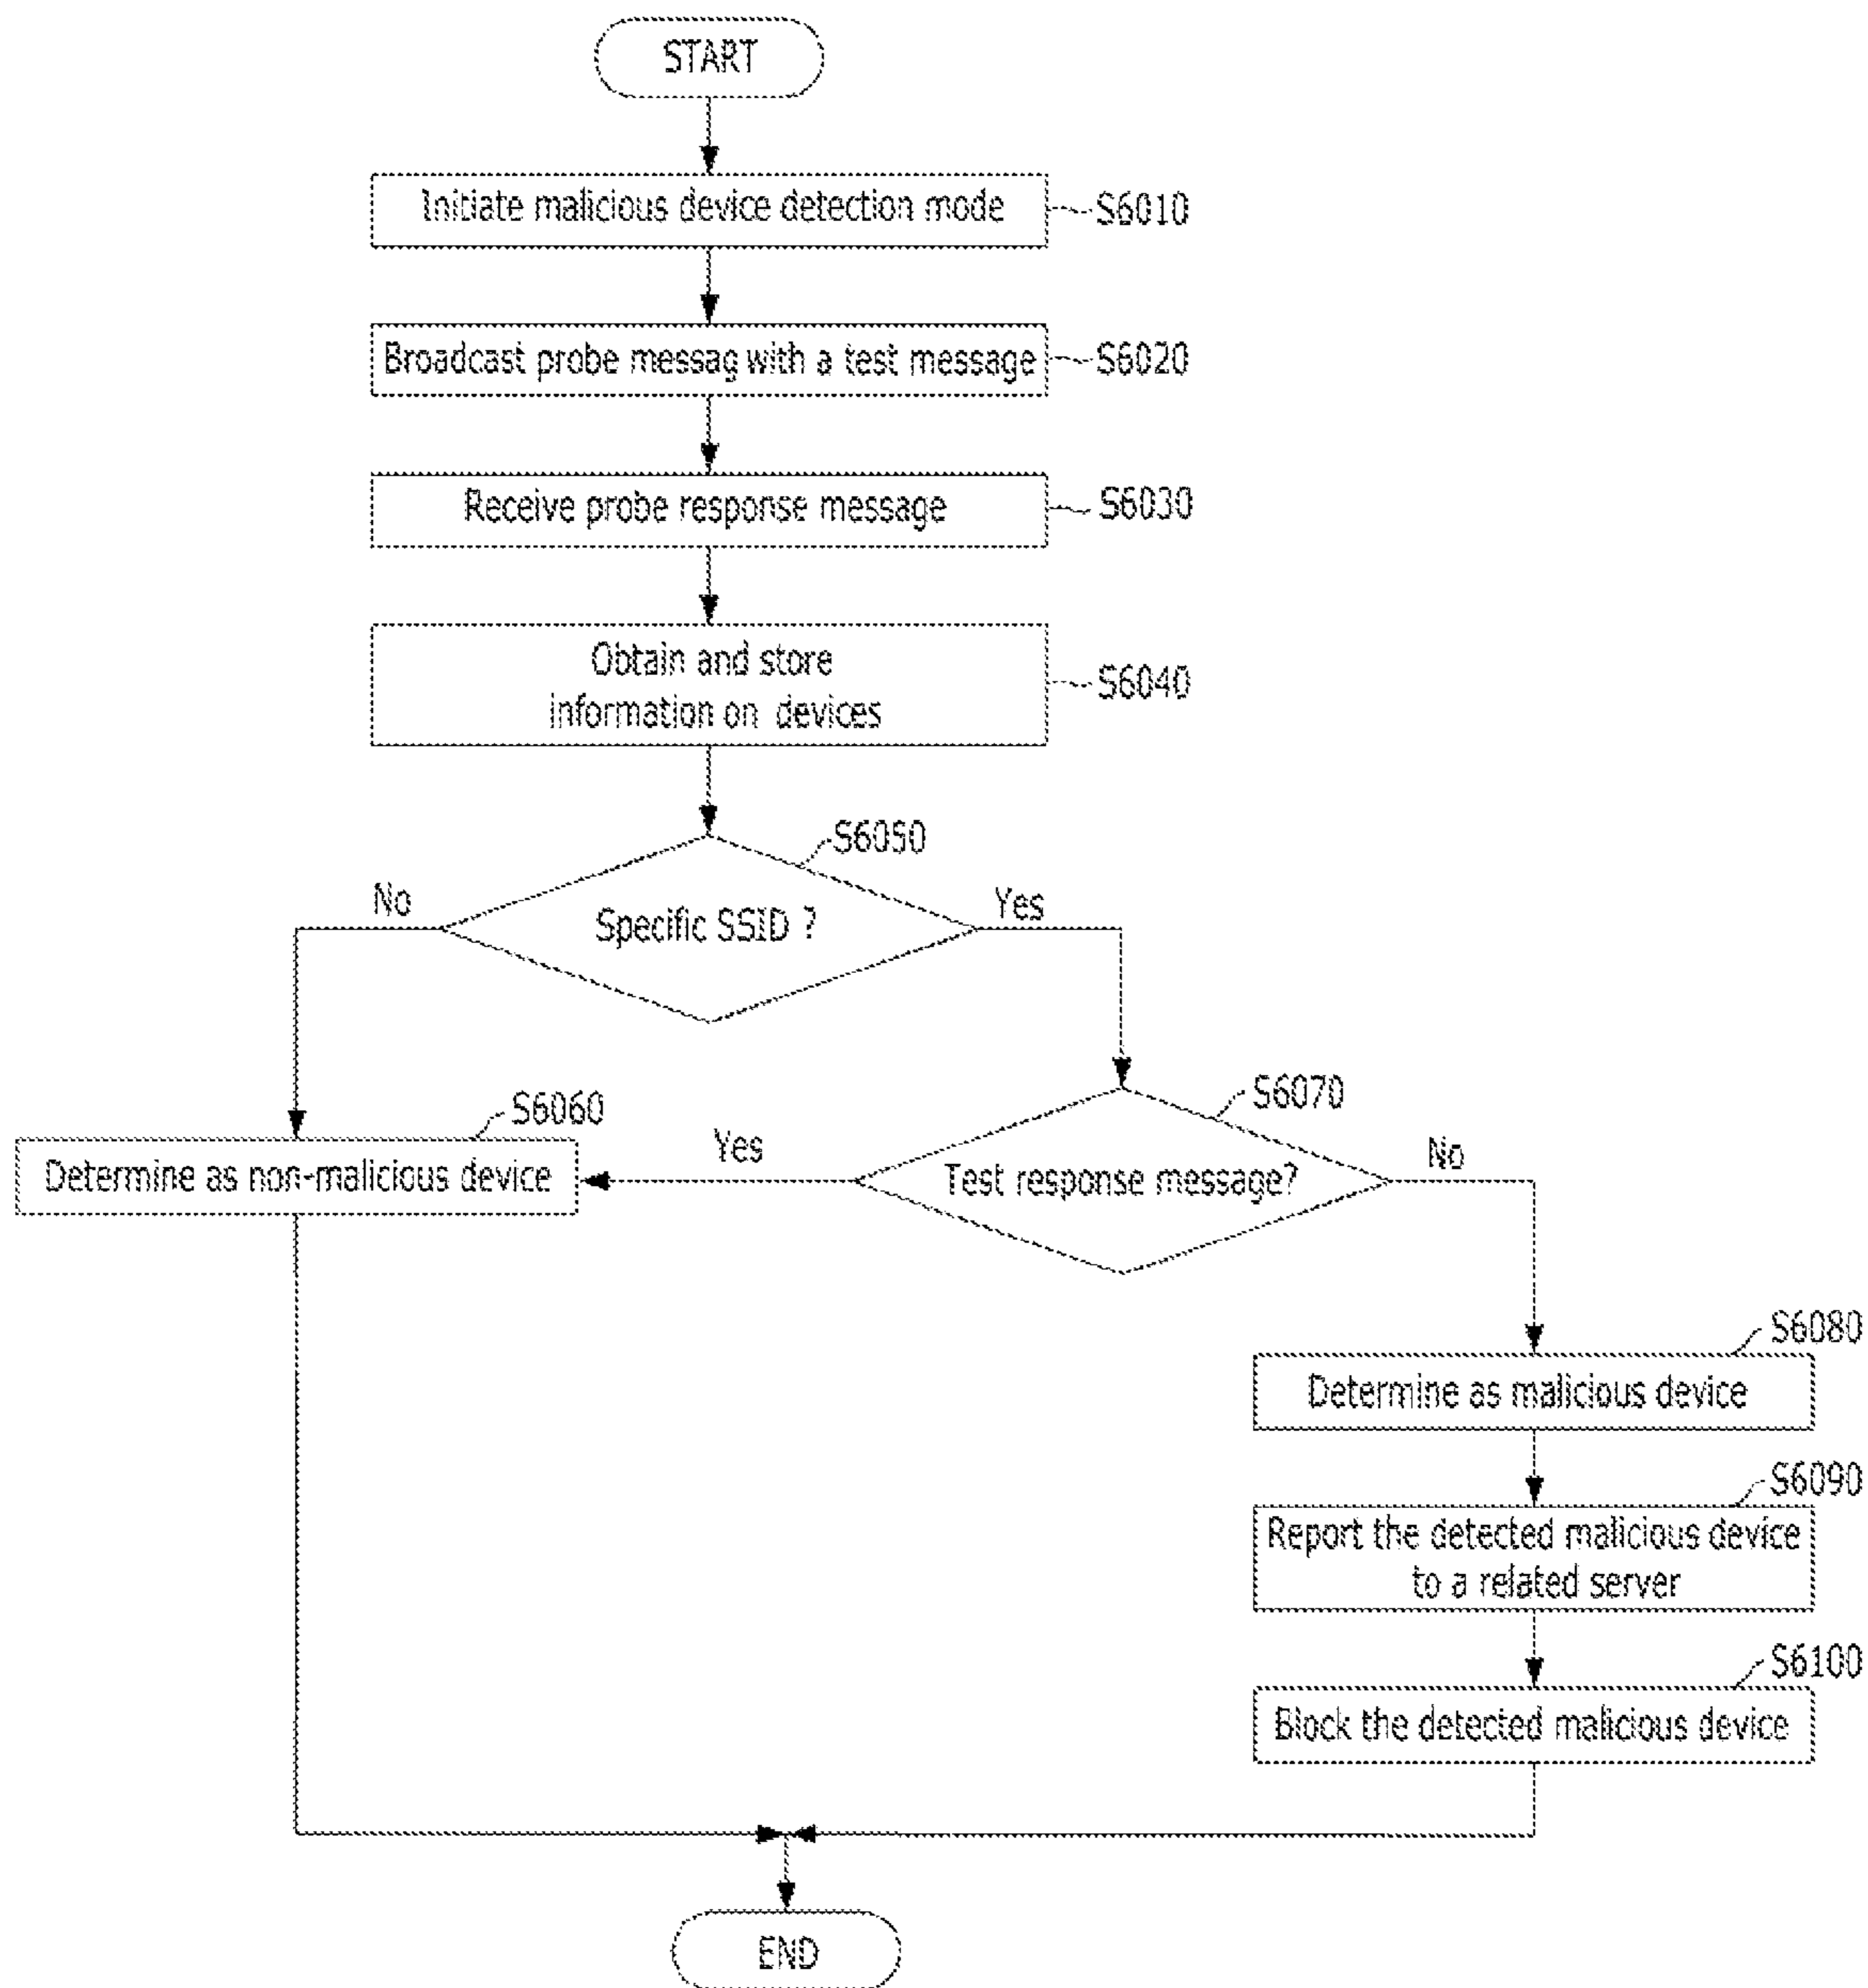 START
Initiate malicious device detection mode
S6010
Broadcast probe messag with a test message
S6020
Receive probe response message
S6030
Obtain and store
information on devices
S6040
S6050
No
Specific SSID ?
Yes
S6060
S6070
Determine as non-malicious device
Yes
Test response message?
No
S6080
Determine as malicious device
S6090
Report the detected malicious device
to a related server
S6100
Block the detected malicious device
END